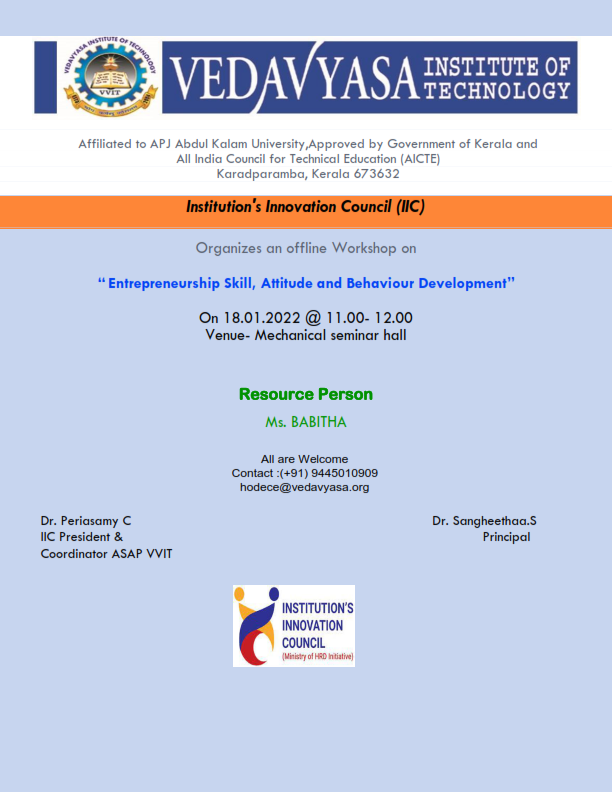 VEDAVYASA INSTITUTE OF TECHNOLOGY
VVIT
VEDAVYASA INSTITUTE OF
TECHNOLOGY
Affiliated to APJ Abdul Kalam University,Approved by Government of Kerala and
All India Council for Technical Education (AICTE)
Karadparamba, Kerala 673632
Institution's Innovation Council (IIC)
Organizes an offline Workshop on
“ Entrepreneurship Skill, Attitude and Behaviour Development”
On 18.01.2022 @ 11.00- 12.00
Venue- Mechanical seminar hall
Resource Person
Ms. BABITHA
All are Welcome
Contact :(+91) 9445010909
hodece@vedavyasa.org
Dr. Periasamy C
IIC President &
Coordinator ASAP VVIT
Dr. Sangheethaa.S
Principal
INSTITUTION'S
INNOVATION
COUNCIL
(Ministry of HRD Initiative)